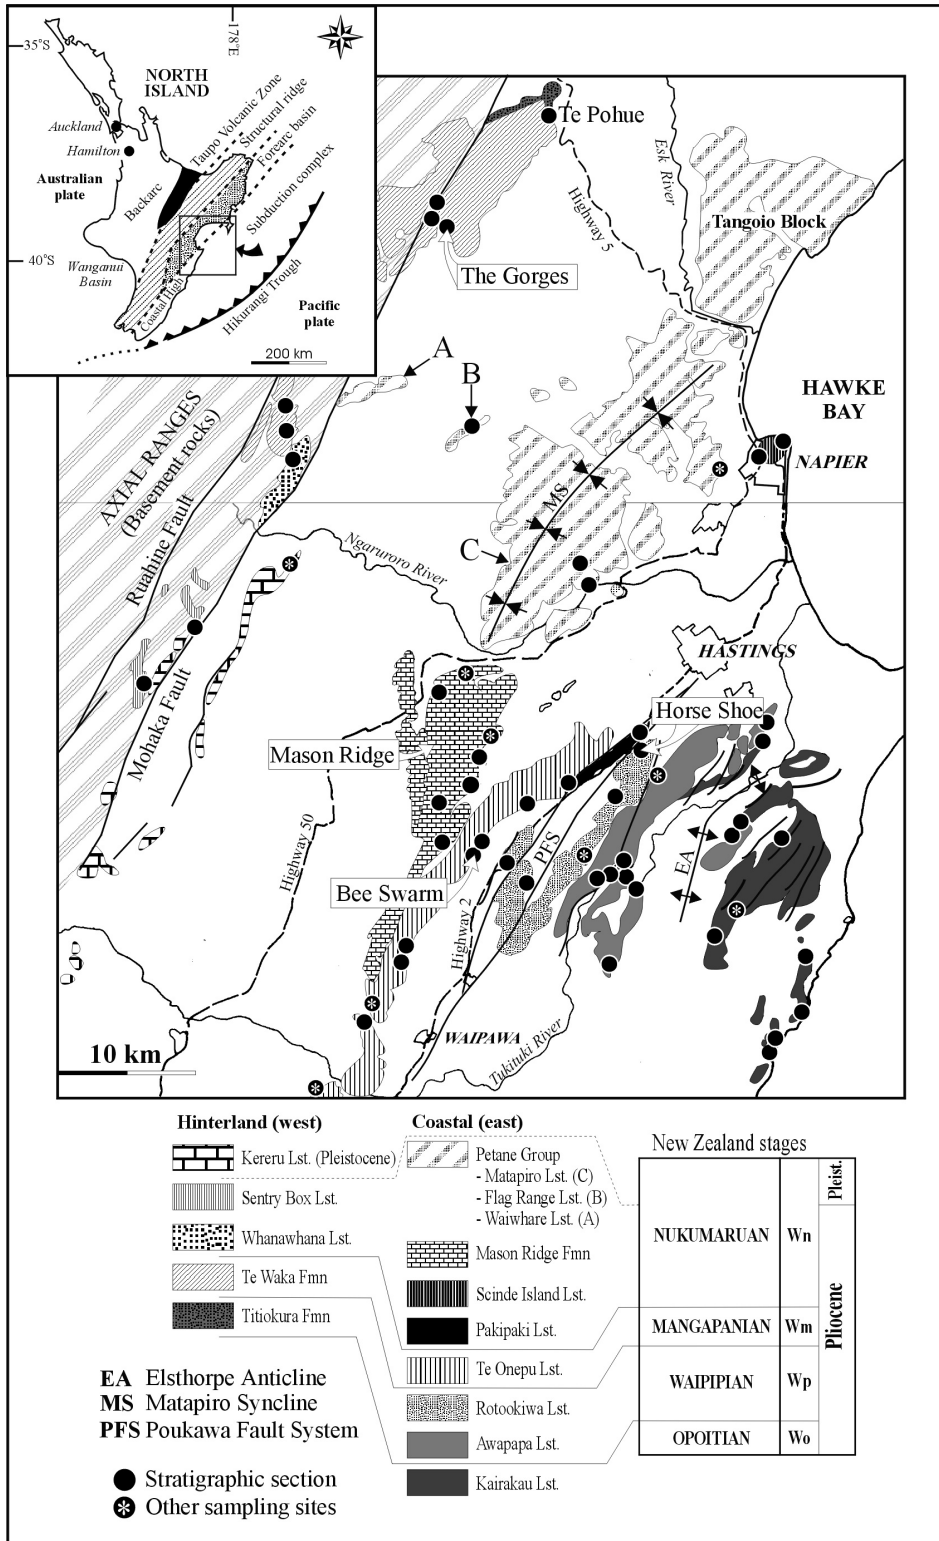 35°S
178°E
NORTH
ISLAND
Auckland
Hamilton
Australian
plate
Taupo Volcanic Zone
Structural ridge
Forearc basin
Subduction complex
Backarc
40°S
Wanganui
Basin
Coastal High
Hikurangi Trough
Pacific
plate
200 km
Te Pohue
Esk River
Highway 5
Tangoio Block
The Gorges
A
B
HAWKE
BAY
AXIAL RANGES
(Basement rocks)
Ruahine Fault
NAPIER
MS
C
Ngaruroro River
Mohaka Fault
HASTINGS
Horse Shoe
Mason Ridge
Highway 50
PFS
EA
Bee Swarm
Highway 2
WAIPAWA
Tukituki River
10 km
Hinterland (west)
Kereru Lst. (Pleistocene)
Sentry Box Lst.
Whanawhana Lst.
Te Waka Fmn
Titiokura Fmn
Coastal (east)
Petane Group
- Matapiro Lst. (C)
- Flag Range Lst. (B)
- Waiwhare Lst. (A)
Mason Ridge Fmn
Scinde Island Lst.
Pakipaki Lst.
Te Onepu Lst.
Rotookiwa Lst.
Awapapa Lst.
Kairakau Lst.
New Zealand stages
NUKUMARUAN Wn
MANGAPANIAN Wm
WAIPIPIAN Wp
OPOITIAN Wo
Pleist.
Pliocene
EA Elsthorpe Anticline
MS Matapiro Syncline
PFS Poukawa Fault System
Stratigraphic section
Other sampling sites